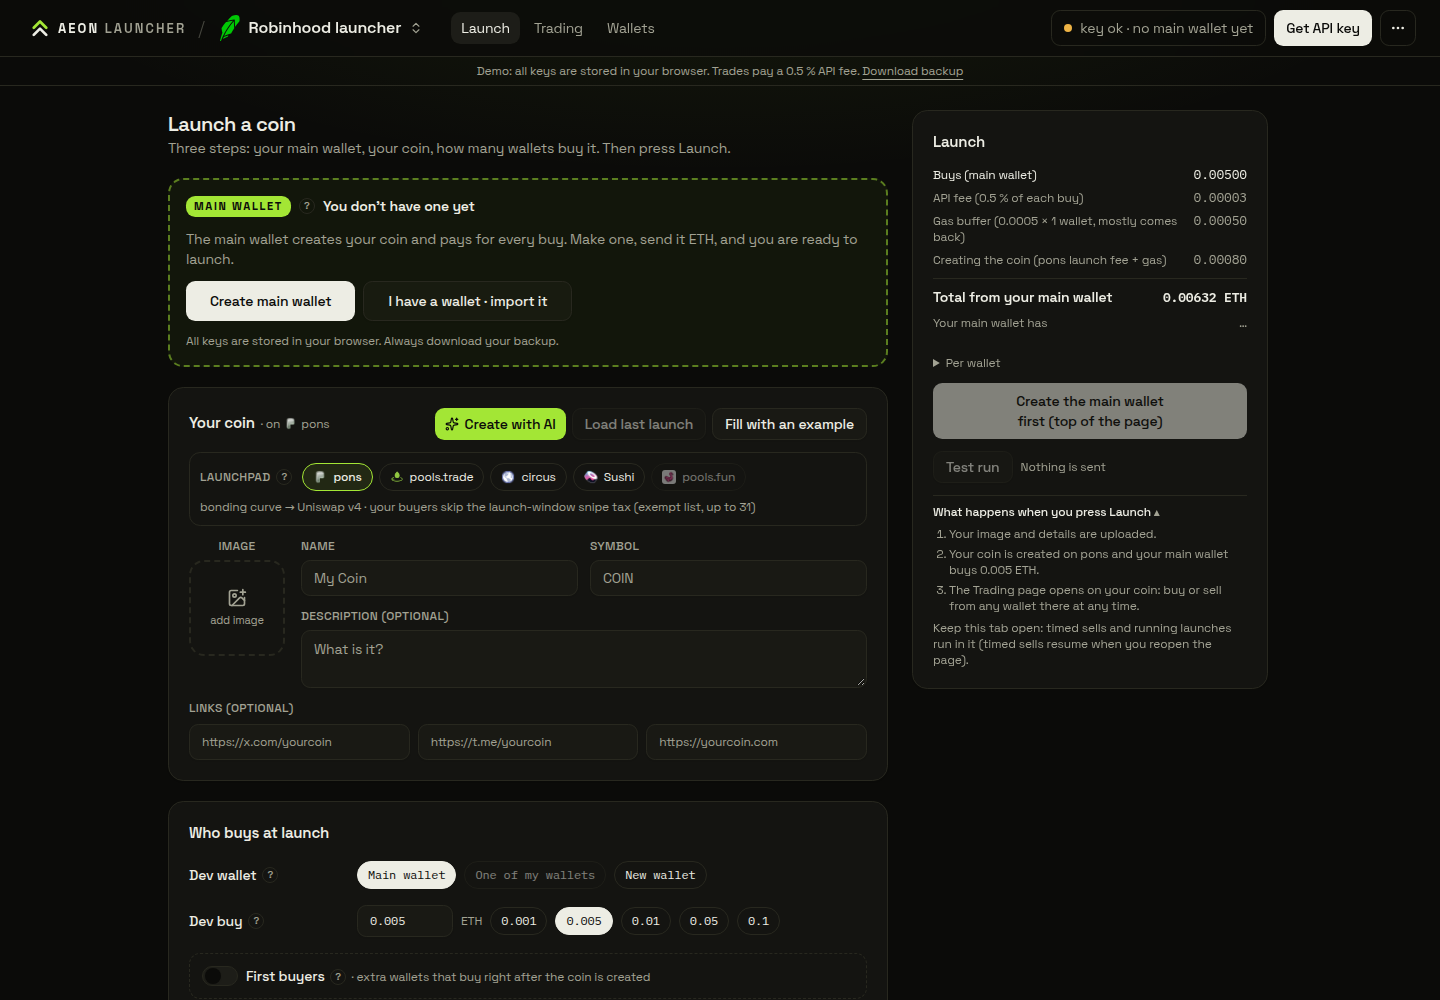 AEON LAUNCHER / Robinhood launcher Launch Trading Wallets key ok · no main wallet yet Get API key ···
Demo: all keys are stored in your browser. Trades pay a 0.5 % API fee. Download backup
Launch a coin
Three steps: your main wallet, your coin, how many wallets buy it. Then press Launch.
MAIN WALLET ? You don't have one yet
The main wallet creates your coin and pays for every buy. Make one, send it ETH, and you are ready to
launch.
Create main wallet I have a wallet · import it
All keys are stored in your browser. Always download your backup.
Your coin · on pons Create with AI Load last launch Fill with an example
LAUNCHPAD ? pons pools.trade circus Sushi pools.fun
bonding curve → Uniswap v4 · your buyers skip the launch-window snipe tax (exempt list, up to 31)
IMAGE NAME SYMBOL
add image My Coin COIN
DESCRIPTION (OPTIONAL)
What is it?
LINKS (OPTIONAL)
https://x.com/yourcoin https://t.me/yourcoin https://yourcoin.com
Who buys at launch
Dev wallet ? Main wallet One of my wallets New wallet
Dev buy ? 0.005 ETH 0.001 0.005 0.01 0.05 0.1
First buyers ? · extra wallets that buy right after the coin is created
Launch
Buys (main wallet) 0.00500
API fee (0.5 % of each buy) 0.00003
Gas buffer (0.0005 × 1 wallet, mostly comes 0.00050
back)
Creating the coin (pons launch fee + gas) 0.00080
Total from your main wallet 0.00632 ETH
Your main wallet has …
▶ Per wallet
Create the main wallet
first (top of the page)
Test run Nothing is sent
What happens when you press Launch ▴
1. Your image and details are uploaded.
2. Your coin is created on pons and your main wallet
buys 0.005 ETH.
3. The Trading page opens on your coin: buy or sell
from any wallet there at any time.
Keep this tab open: timed sells and running launches
run in it (timed sells resume when you reopen the
page).